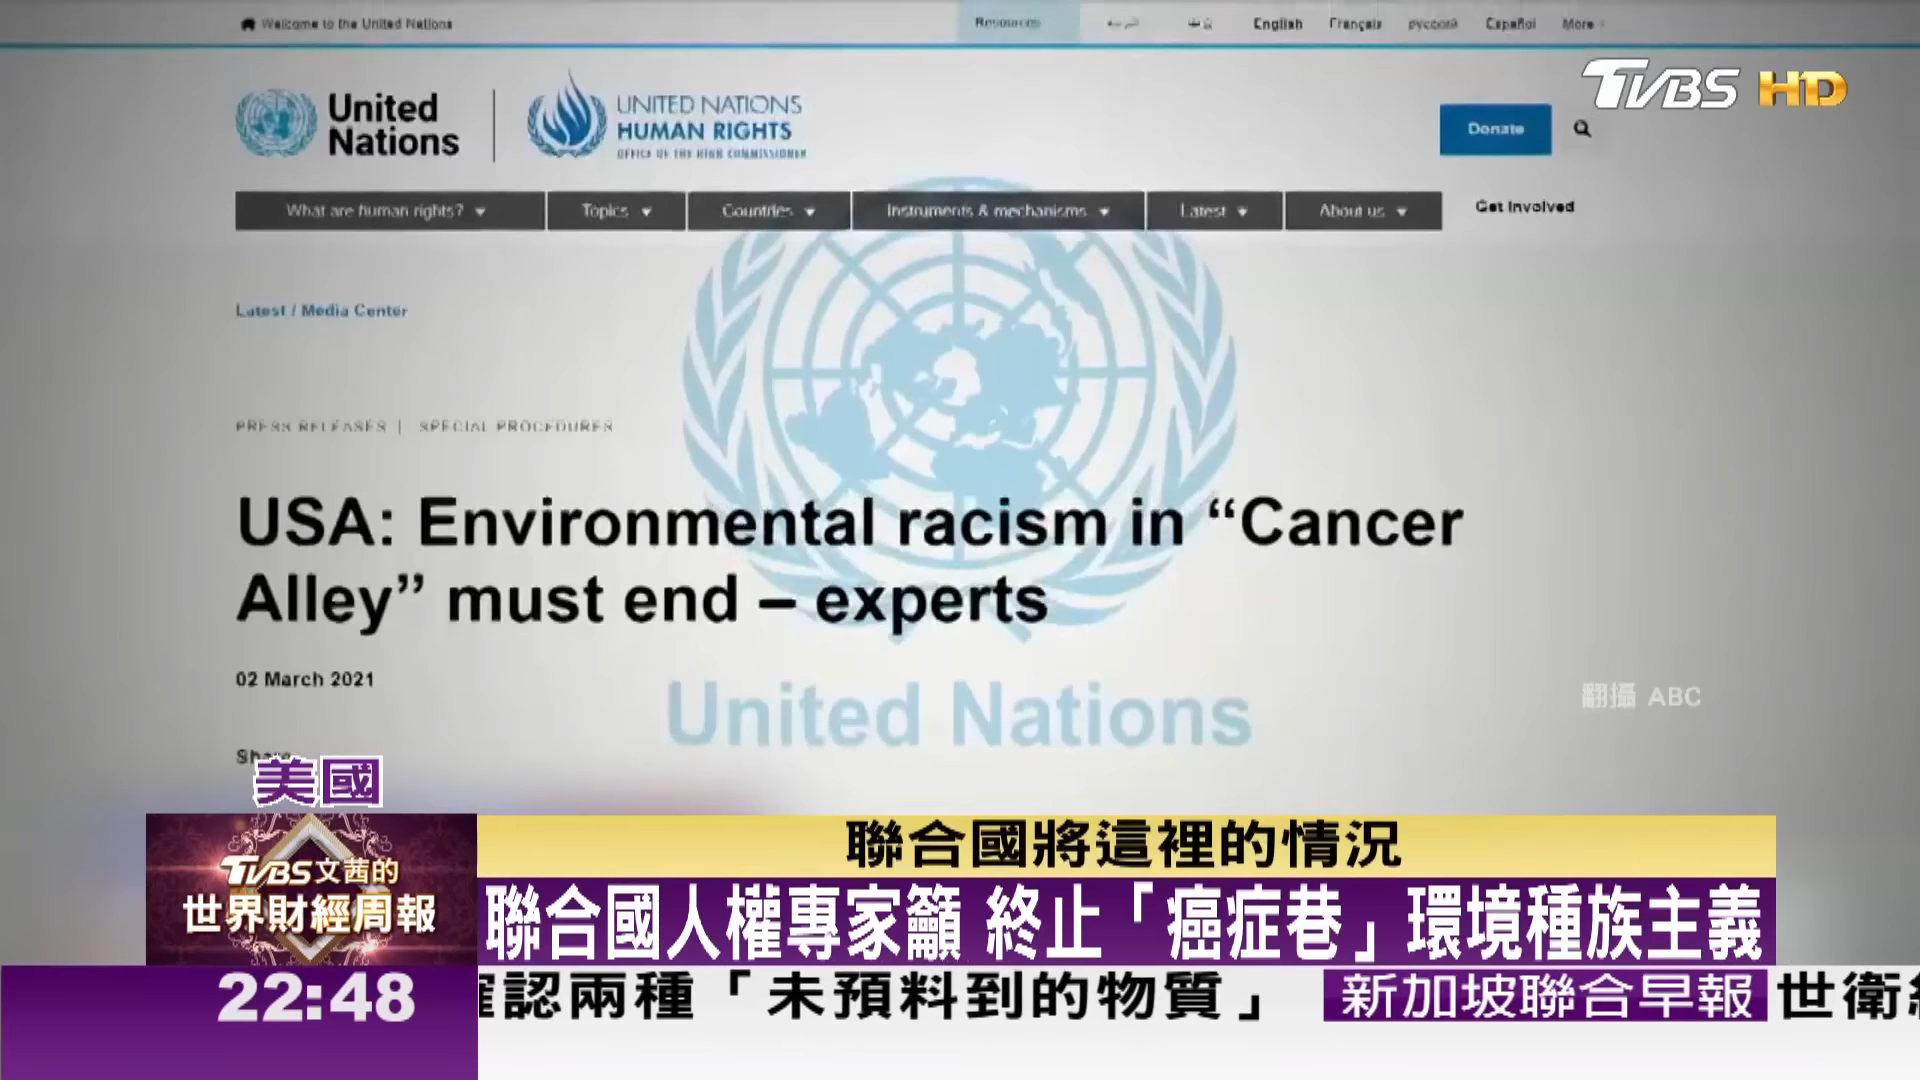 Welcome to the United Nations
Resources
English Français русский Español More
TVBS HD
United Nations
UNITED NATIONS
HUMAN RIGHTS
OFFICE OF THE HIGH COMMISSIONER
Donate
What are human rights? Topics Countries Instruments & mechanisms Latest About us Get Involved
Latest / Media Center
PRESS RELEASES | SPECIAL PROCEDURES
USA: Environmental racism in “Cancer
Alley” must end – experts
02 March 2021
United Nations
翻攝 ABC
Share
美國
TVBS文茜的
世界財經周報
聯合國將這裡的情況
聯合國人權專家籲 終止「癌症巷」環境種族主義
22:48
認兩種「未預料到的物質」 新加坡聯合早報 世衛